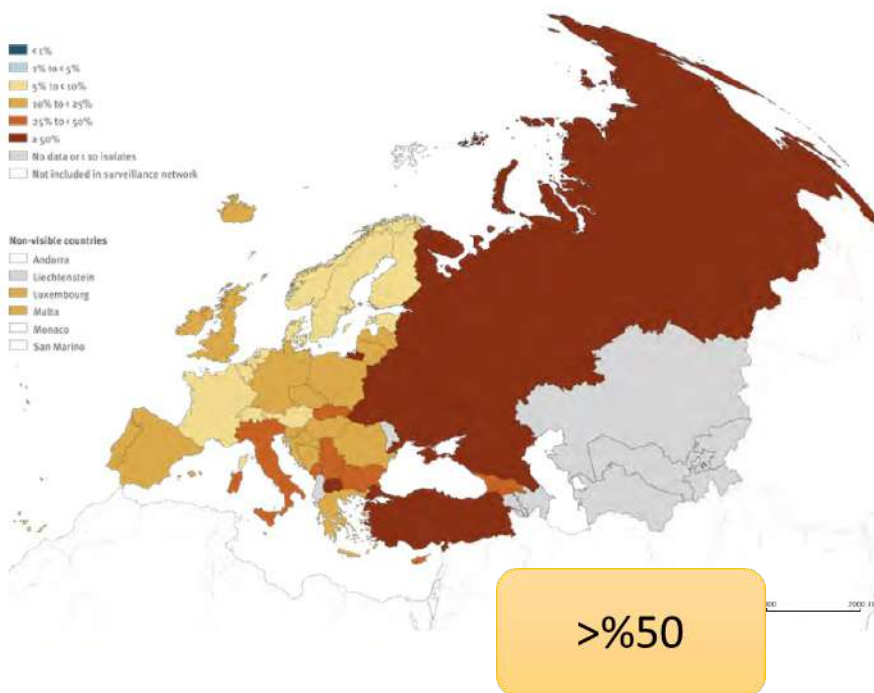 < 1%
1% to < 5%
5% to < 10%
10% to < 25%
25% to < 50%
≥ 50%
No data or < 10 isolates
Not included in surveillance network
Non-visible countries
Andorra
Liechtenstein
Luxembourg
Malta
Monaco
San Marino
>%50